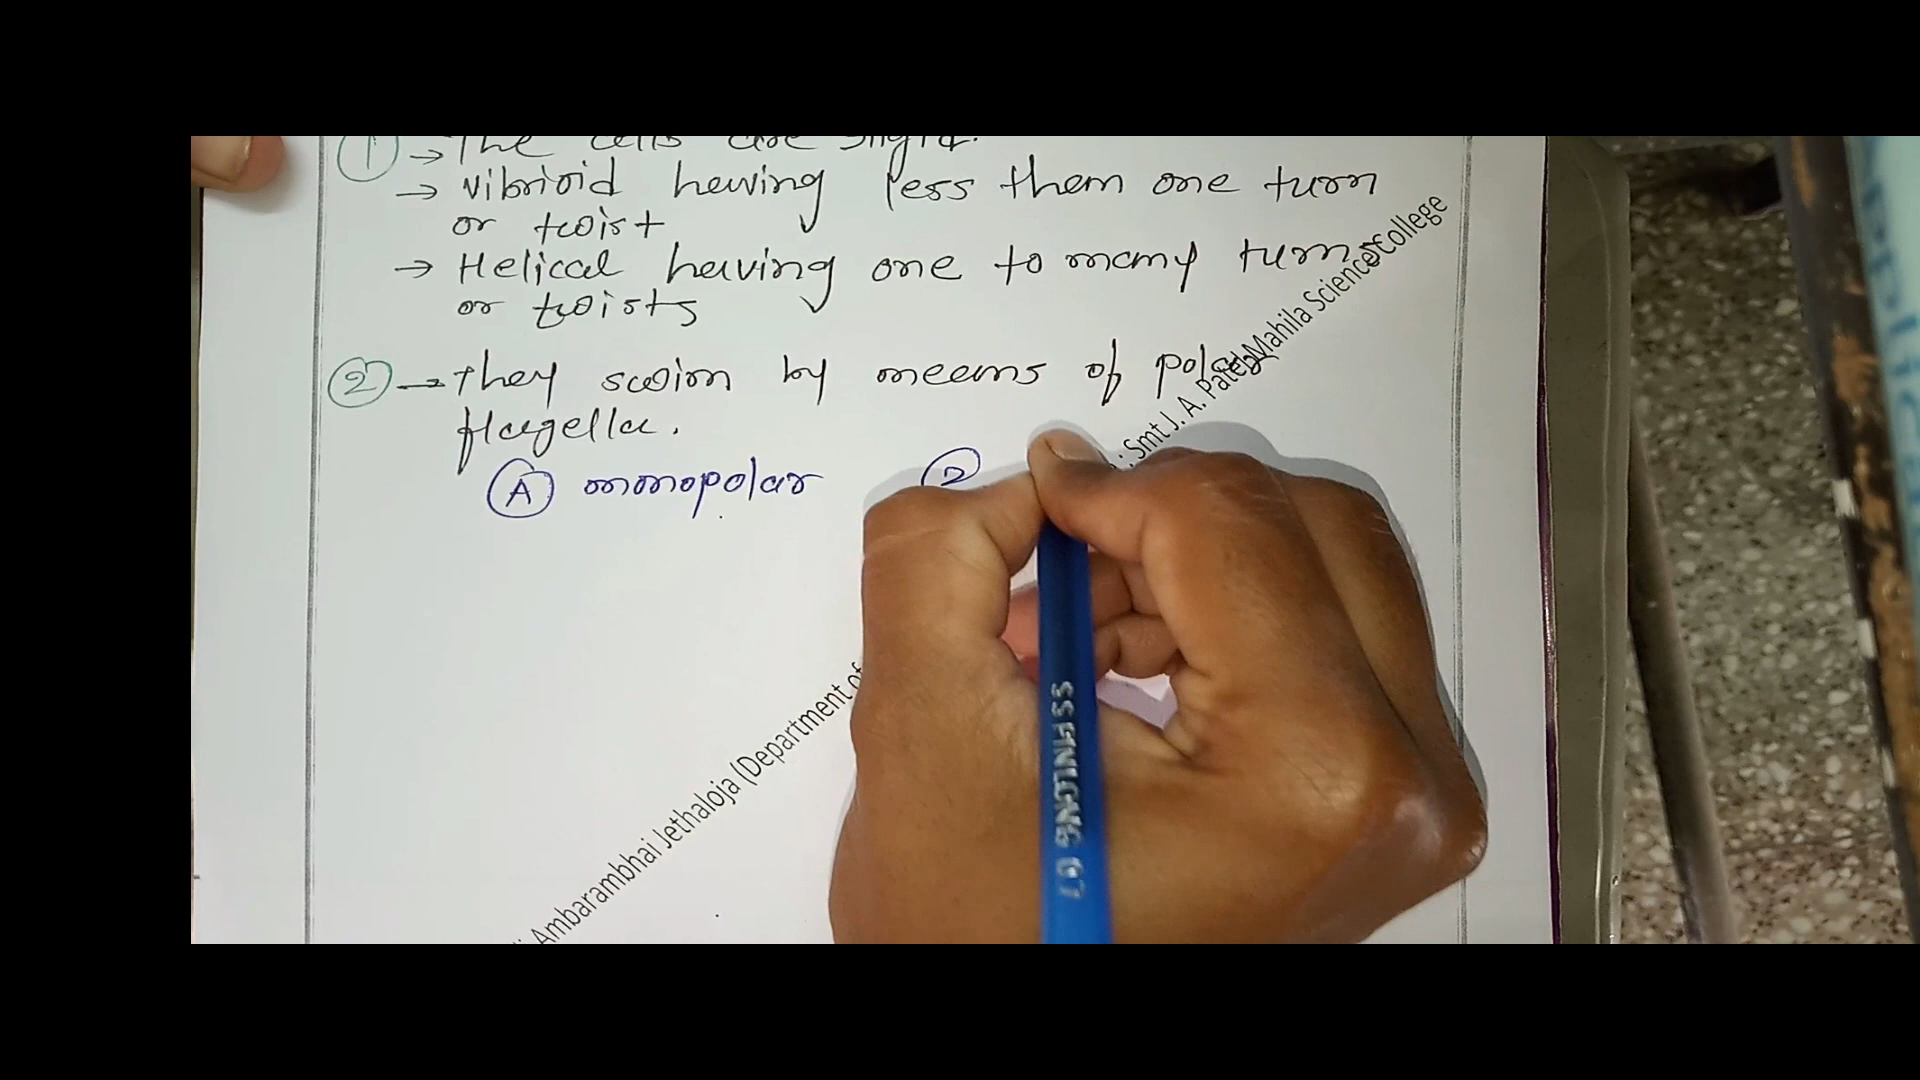 ① → The cells are
→ vibrioid having less than one turn
or twist
→ Helical having one to many turns
or twists
② → They swim by means of polar
flagella.
Ⓐ monopolar
Smt J. A. Patel Mahila Science College
Ambarambhai Jethaloja (Department of